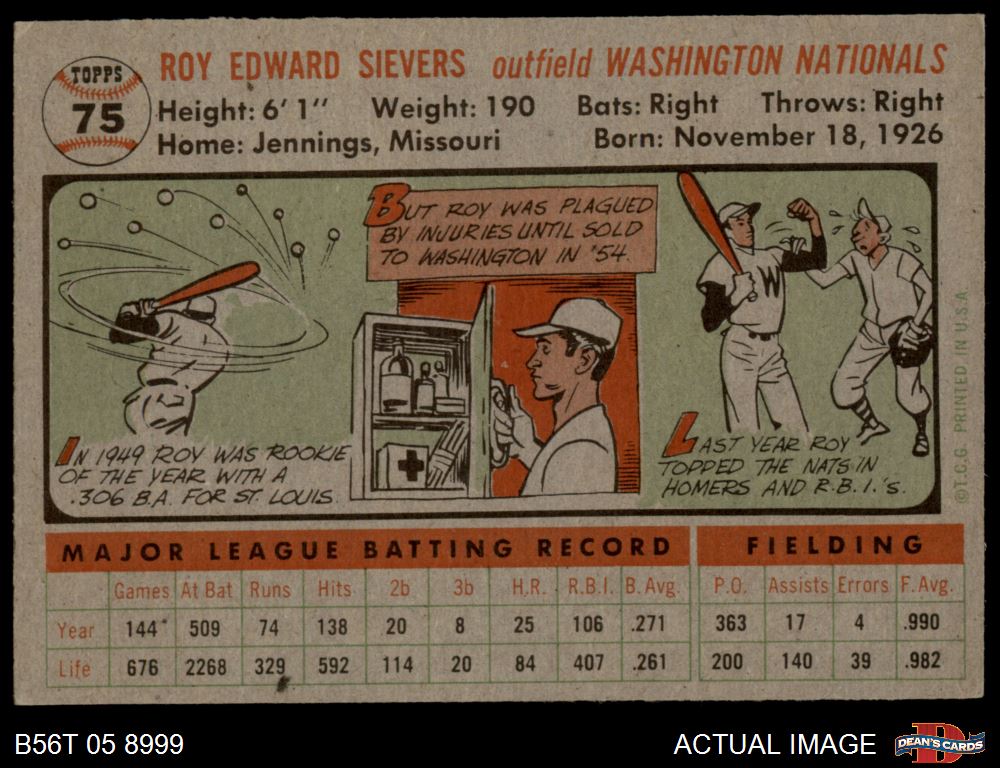 TOPPS
75
ROY EDWARD SIEVERS outfield WASHINGTON NATIONALS
Height: 6' 1" Weight: 190 Bats: Right Throws: Right
Home: Jennings, Missouri Born: November 18, 1926
IN 1949 ROY WAS ROOKIE
OF THE YEAR WITH A
.306 B.A. FOR ST. LOUIS.
BUT ROY WAS PLAGUED
BY INJURIES UNTIL SOLD
TO WASHINGTON IN '54.
W
LAST YEAR ROY
TOPPED THE NATS IN
HOMERS AND R.B.I.'s.
©T.C.G. PRINTED IN U.S.A.
MAJOR LEAGUE BATTING RECORD FIELDING
Games At Bat Runs Hits 2b 3b H.R. R.B.I. B. Avg. P.O. Assists Errors F. Avg.
Year 144 509 74 138 20 8 25 106 .271 363 17 4 .990
Life 676 2268 329 592 114 20 84 407 .261 200 140 39 .982
B56T 05 8999 ACTUAL IMAGE DEAN'S CARDS